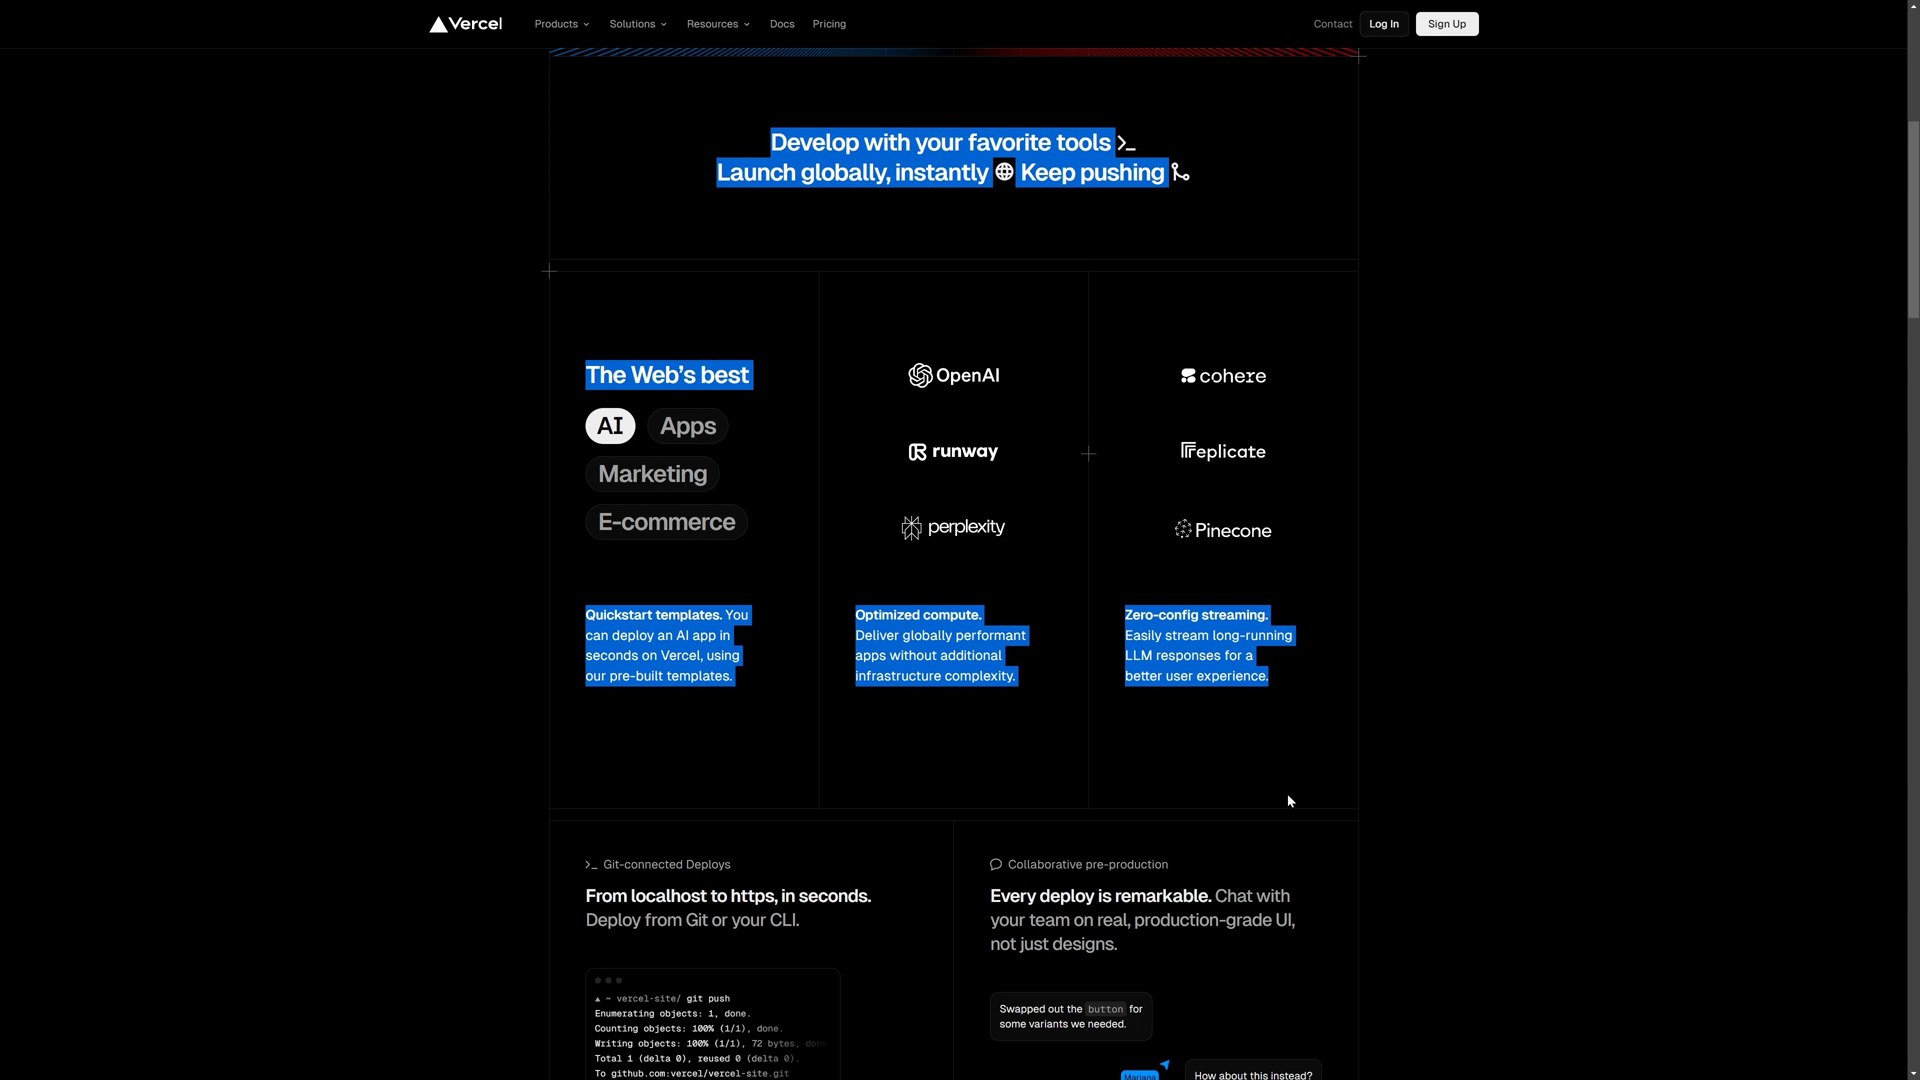 Vercel
Products
Solutions
Resources
Docs
Pricing
Contact
Log In
Sign Up
Develop with your favorite tools
Launch globally, instantly Keep pushing
The Web’s best
AI Apps
Marketing
E-commerce
OpenAI
runway
perplexity
cohere
Replicate
Pinecone
Quickstart templates. You
can deploy an AI app in
seconds on Vercel, using
our pre-built templates.
Optimized compute.
Deliver globally performant
apps without additional
infrastructure complexity.
Zero-config streaming.
Easily stream long-running
LLM responses for a
better user experience.
Git-connected Deploys
From localhost to https, in seconds.
Deploy from Git or your CLI.
▲ ~ vercel-site/ git push
Enumerating objects: 1, done.
Counting objects: 100% (1/1), done.
Writing objects: 100% (1/1), 72 bytes, done
Total 1 (delta 0), reused 0 (delta 0).
To github.com:vercel/vercel-site.git
Collaborative pre-production
Every deploy is remarkable. Chat with
your team on real, production-grade UI,
not just designs.
Swapped out the button for
some variants we needed.
Mariana
How about this instead?